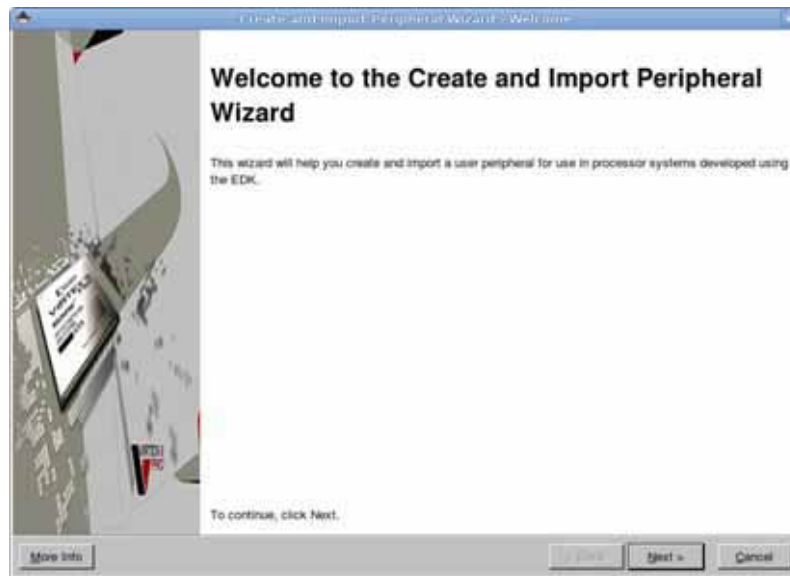 Create and Import Peripheral Wizard - Welcome
Welcome to the Create and Import Peripheral
Wizard
This wizard will help you create and import a user peripheral for use in processor systems developed using
the EDK.
To continue, click Next.
More Info
Next >
Cancel